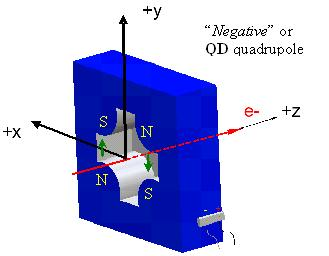 +y
“Negative” or
QD quadrupole
e-
+z
S
N
+x
N
S